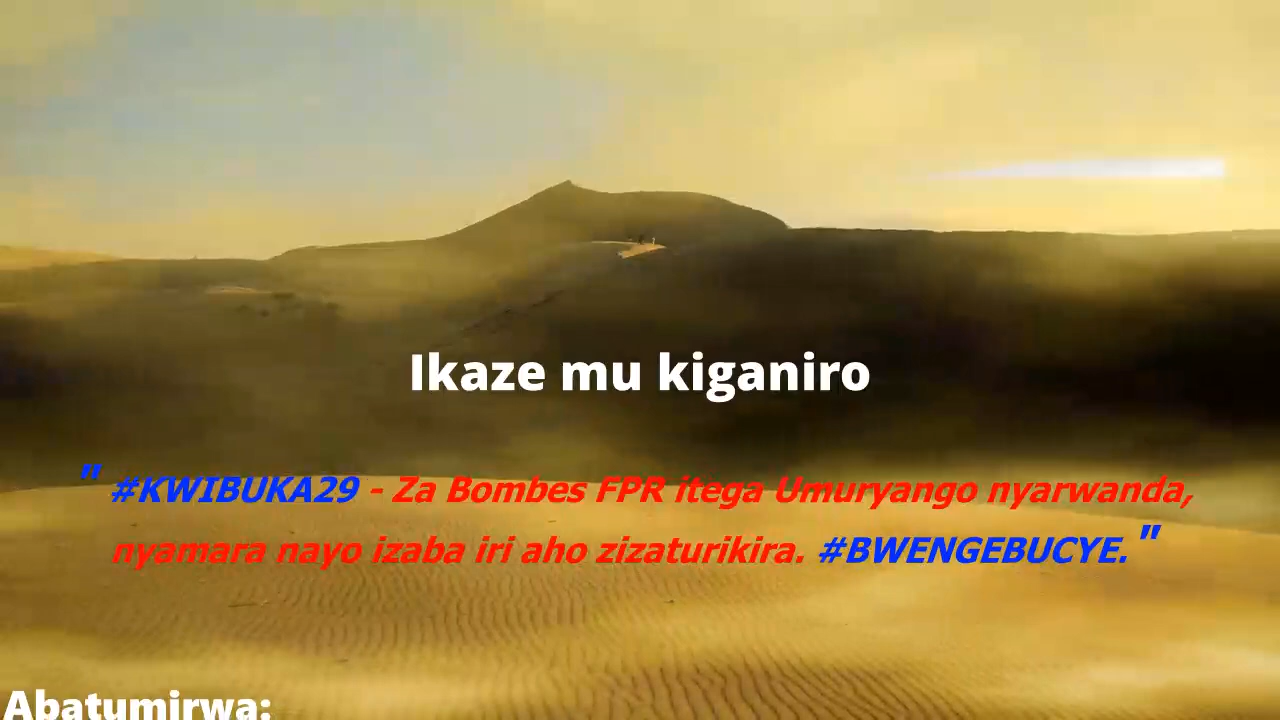 Ikaze mu kiganiro
" #KWIBUKA29 - Za Bombes FPR itega Umuryango nyarwanda,
nyamara nayo izaba iri aho zizaturikira. #BWENGEBUCYE."
Abatumirwa: